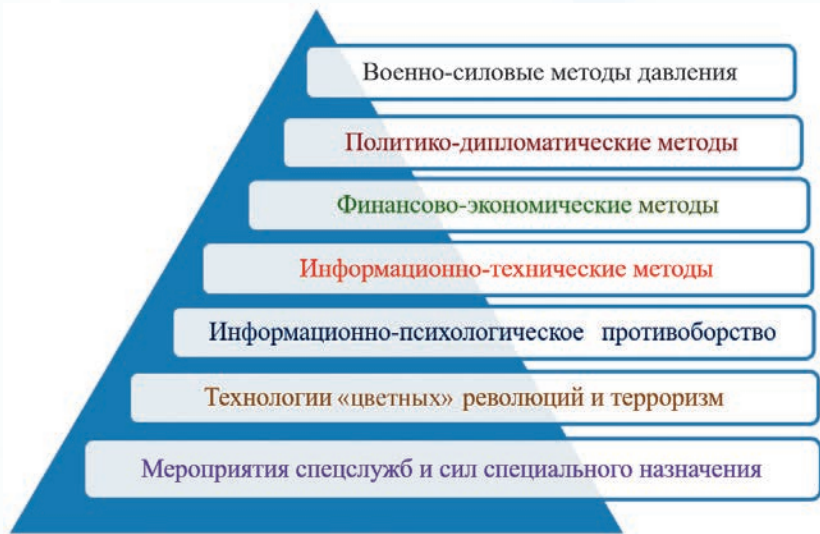 Военно-силовые методы давления
Политико-дипломатические методы
Финансово-экономические методы
Информационно-технические методы
Информационно-психологическое противоборство
Технологии «цветных» революций и терроризм
Мероприятия спецслужб и сил специального назначения